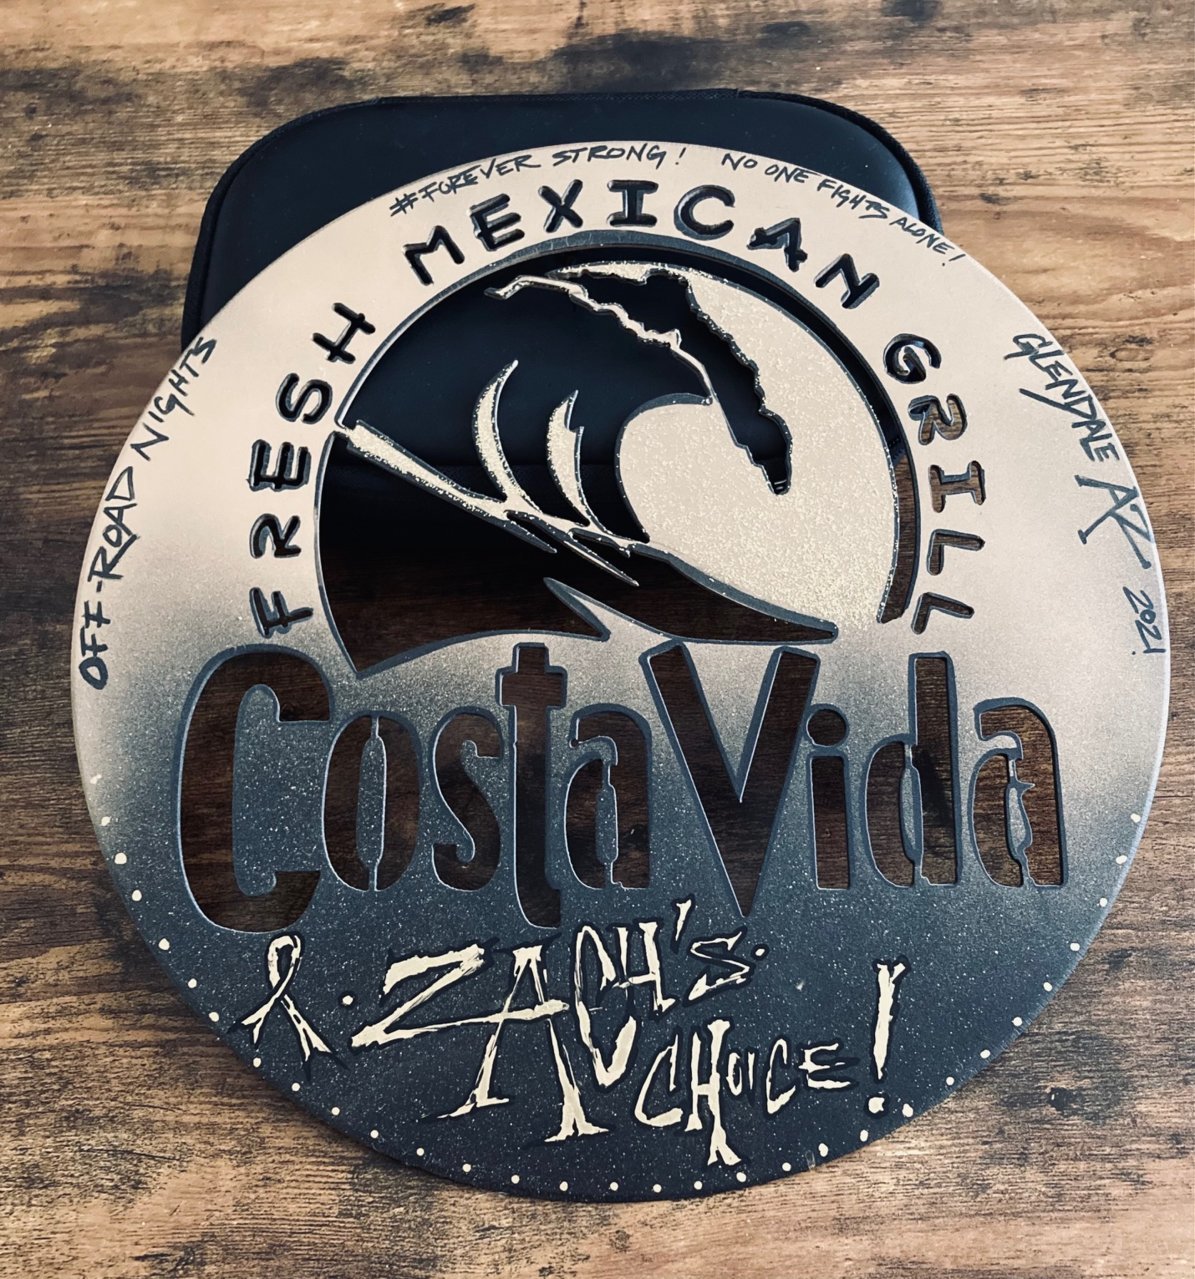 #FOREVER STRONG! NO ONE FIGHTS ALONE!
FRESH MEXICAN GRILL
OFF-ROAD NIGHTS
GLENDALE AZ 2021
CostaVida
ZACH'S
CHOICE!